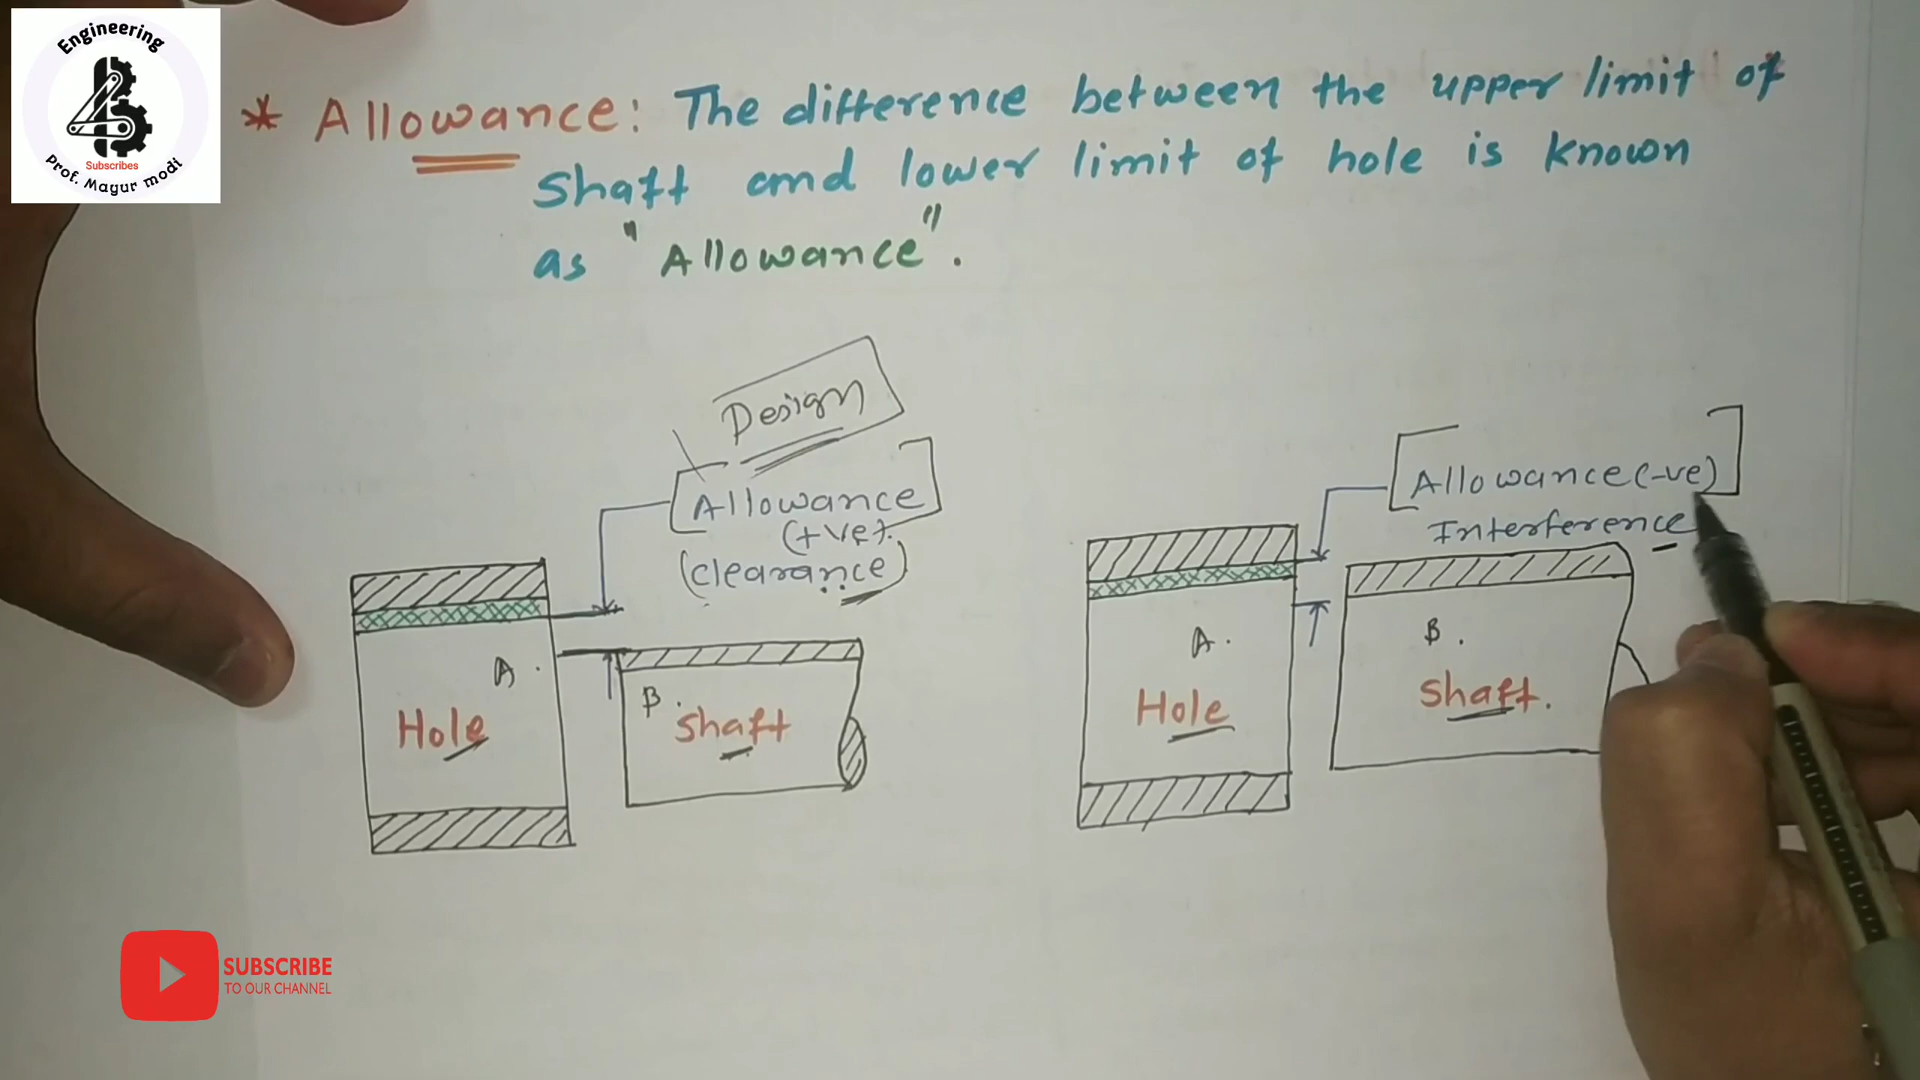 Engineering
Subscribes
Prof. Mayur modi
* Allowance: The difference between the upper limit of
shaft and lower limit of hole is known
as "Allowance".
Design
Allowance
(+ve)
(clearance)
A.
Hole
B.
Shaft
Allowance(-ve)
Interference
A.
Hole
B.
Shaft.
SUBSCRIBE
TO OUR CHANNEL